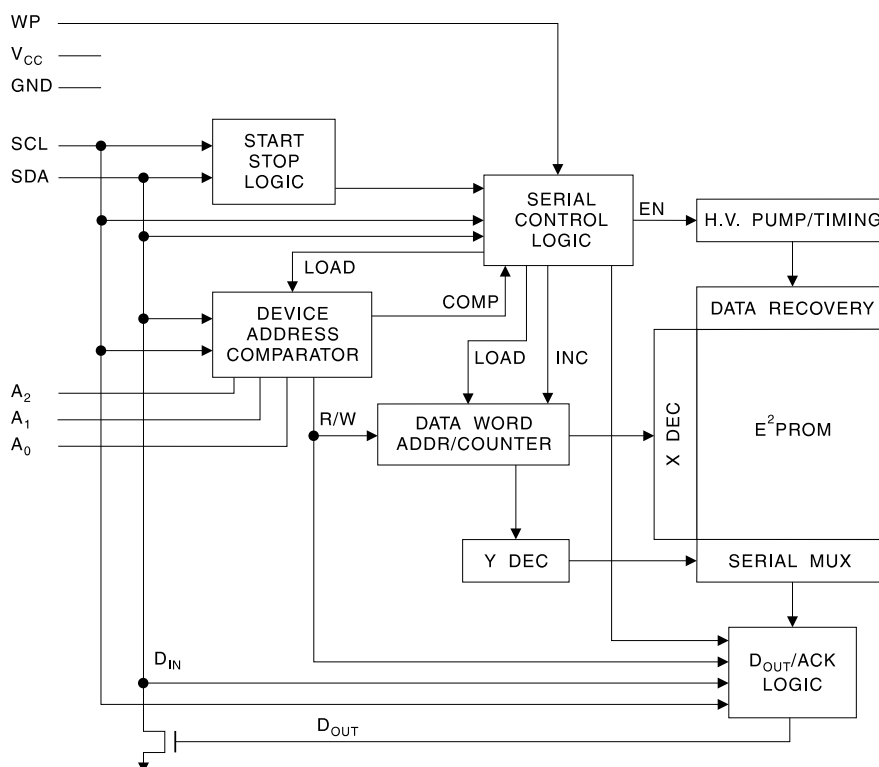 WP
VCC
GND
SCL
SDA
START
STOP
LOGIC
SERIAL
CONTROL
LOGIC
EN
H.V. PUMP/TIMING
LOAD
COMP
DEVICE
ADDRESS
COMPARATOR
LOAD
INC
DATA RECOVERY
A2
A1
A0
R/W
DATA WORD
ADDR/COUNTER
X DEC
E²PROM
Y DEC
SERIAL MUX
DIN
DOUT/ACK
LOGIC
DOUT